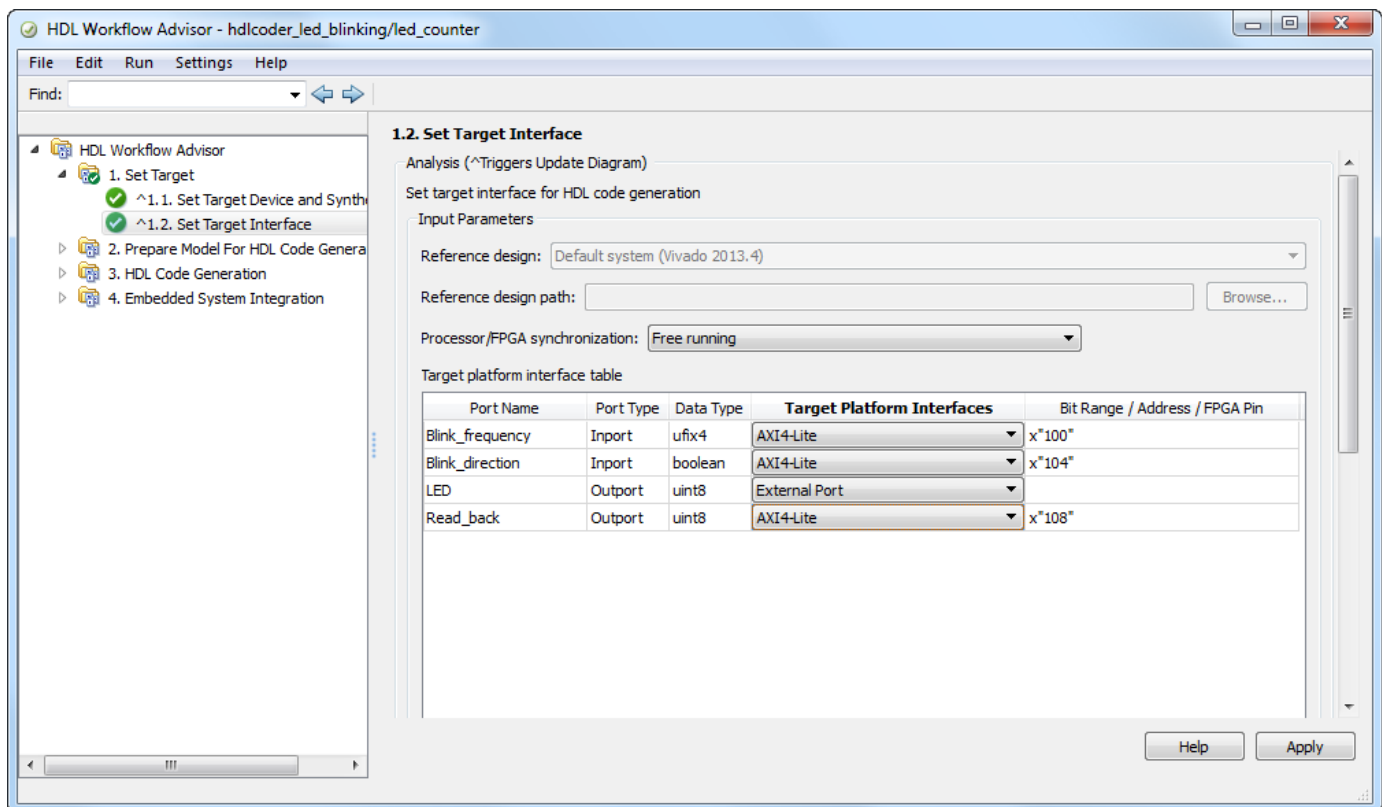 HDL Workflow Advisor - hdlcoder_led_blinking/led_counter
File Edit Run Settings Help
Find:
HDL Workflow Advisor
1. Set Target
^1.1. Set Target Device and Synthe
^1.2. Set Target Interface
2. Prepare Model For HDL Code Genera
3. HDL Code Generation
4. Embedded System Integration
1.2. Set Target Interface
Analysis (^Triggers Update Diagram)
Set target interface for HDL code generation
Input Parameters
Reference design: Default system (Vivado 2013.4)
Reference design path: Browse...
Processor/FPGA synchronization: Free running
Target platform interface table
Port Name Port Type Data Type Target Platform Interfaces Bit Range / Address / FPGA Pin
Blink_frequency Inport ufix4 AXI4-Lite x"100"
Blink_direction Inport boolean AXI4-Lite x"104"
LED Outport uint8 External Port
Read_back Outport uint8 AXI4-Lite x"108"
Help Apply